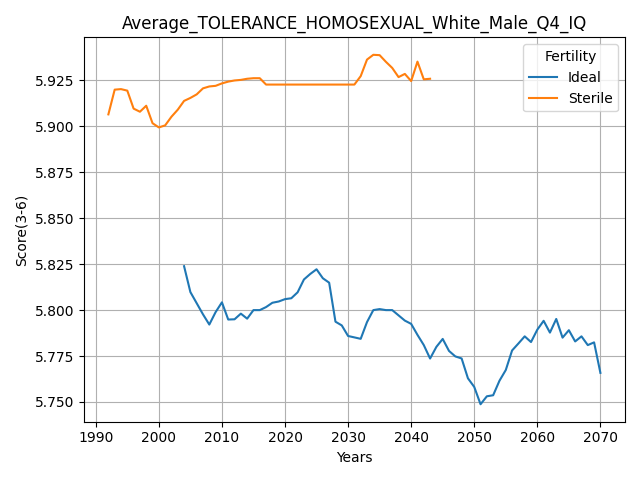 Average_TOLERANCE_HOMOSEXUAL_White_Male_Q4_IQ
Fertility
Ideal
Sterile
Score(3-6)
5.925
5.900
5.875
5.850
5.825
5.800
5.775
5.750
1990
2000
2010
2020
2030
2040
2050
2060
2070
Years